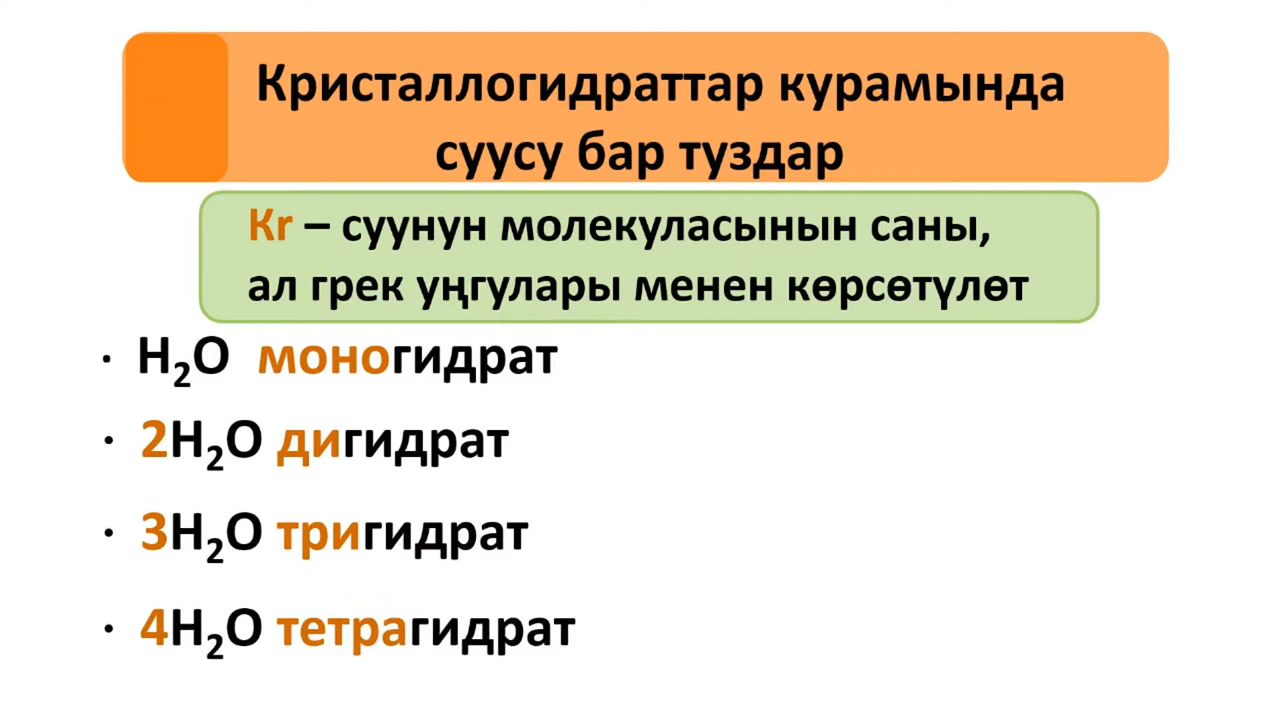 Кристаллогидраттар курамында
суусу бар туздар
Kr – суунун молекуласынын саны,
ал грек уңгулары менен көрсөтүлөт
· H₂O моногидрат
· 2H₂O дигидрат
· 3H₂O тригидрат
· 4H₂O тетрагидрат